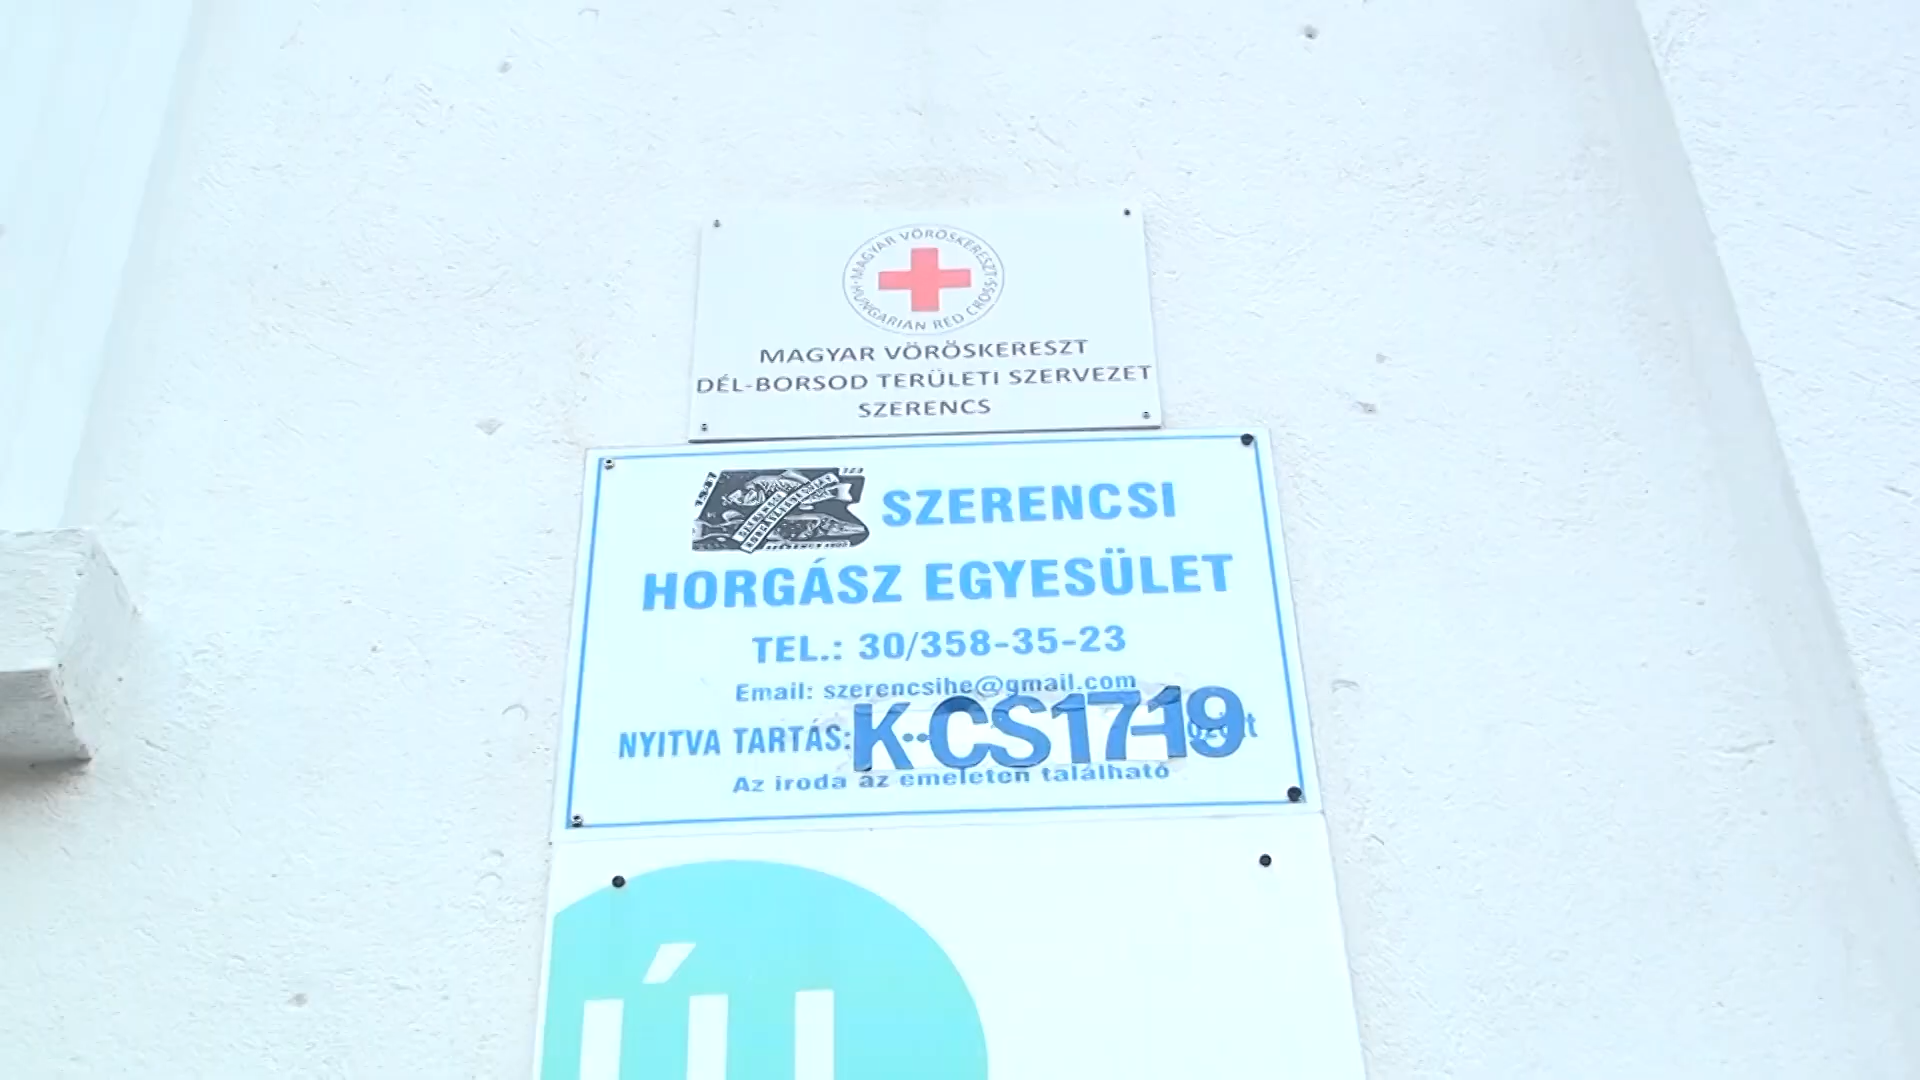 MAGYAR VÖRÖSKERESZT
HUNGARIAN RED CROSS
MAGYAR VÖRÖSKERESZT
DÉL-BORSOD TERÜLETI SZERVEZET
SZERENCS
SZERENCSI
HORGÁSZ EGYESÜLET
TEL.: 30/358-35-23
Email: szerencsihe@gmail.com
NYITVA TARTÁS: K-CS17-19
Az iroda az emeleten található